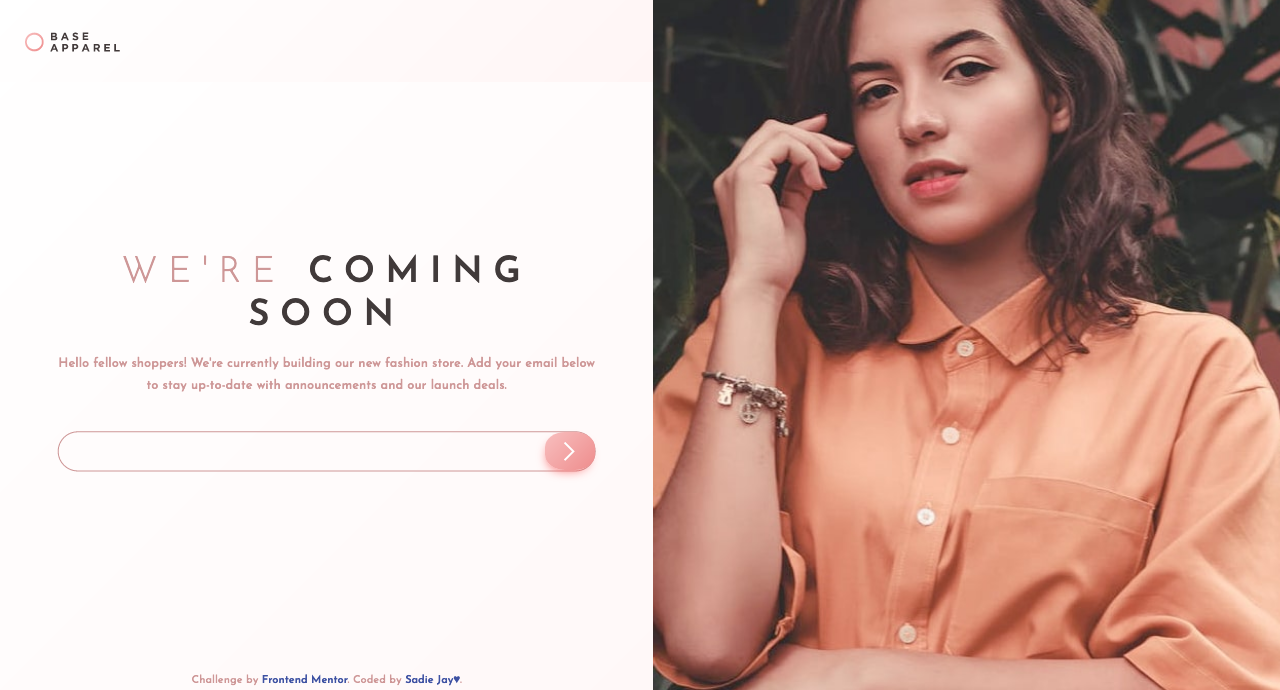 BASE
APPAREL
WE'RE COMING
SOON
Hello fellow shoppers! We're currently building our new fashion store. Add your email below
to stay up-to-date with announcements and our launch deals.
Challenge by Frontend Mentor. Coded by Sadie Jay♥.